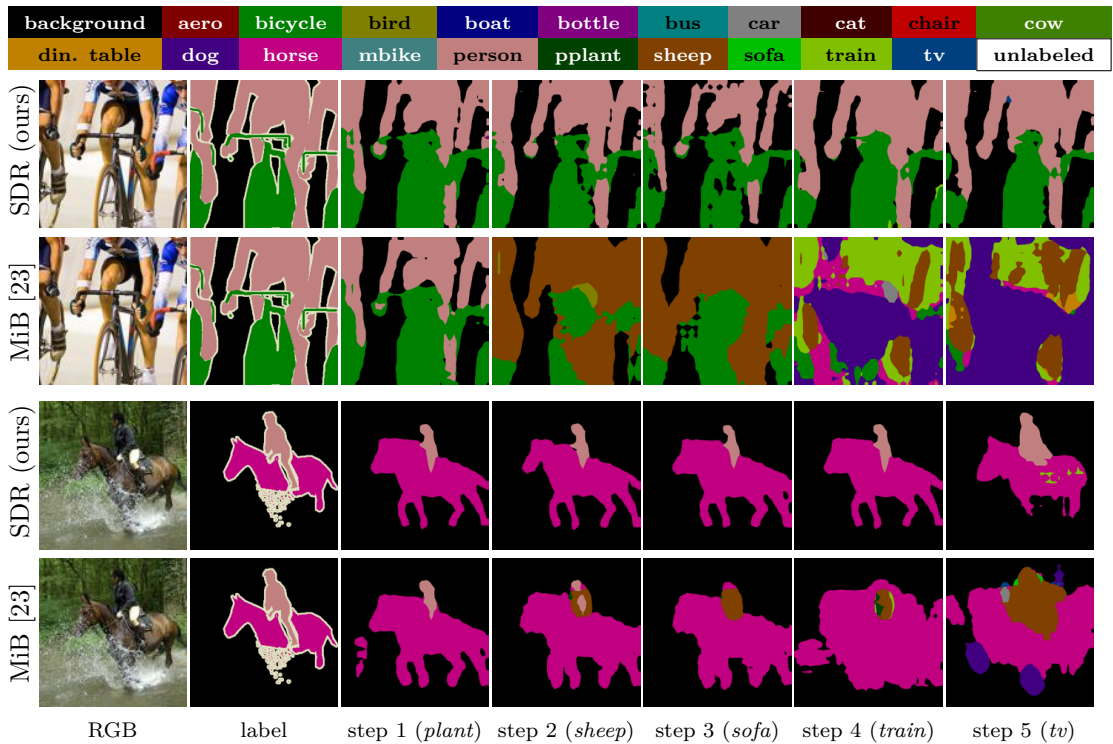 background aero bicycle bird boat bottle bus car cat chair cow
din. table dog horse mbike person pplant sheep sofa train tv unlabeled
SDR (ours)
MiB [23]
SDR (ours)
MiB [23]
RGB label step 1 (plant) step 2 (sheep) step 3 (sofa) step 4 (train) step 5 (tv)